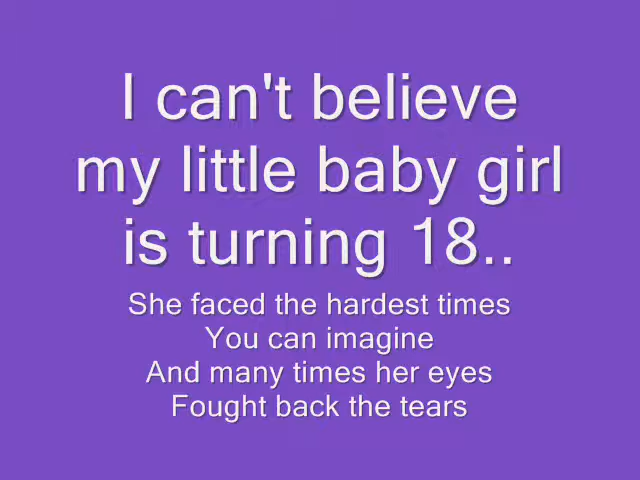 I can't believe
my little baby girl
is turning 18..
She faced the hardest times
You can imagine
And many times her eyes
Fought back the tears